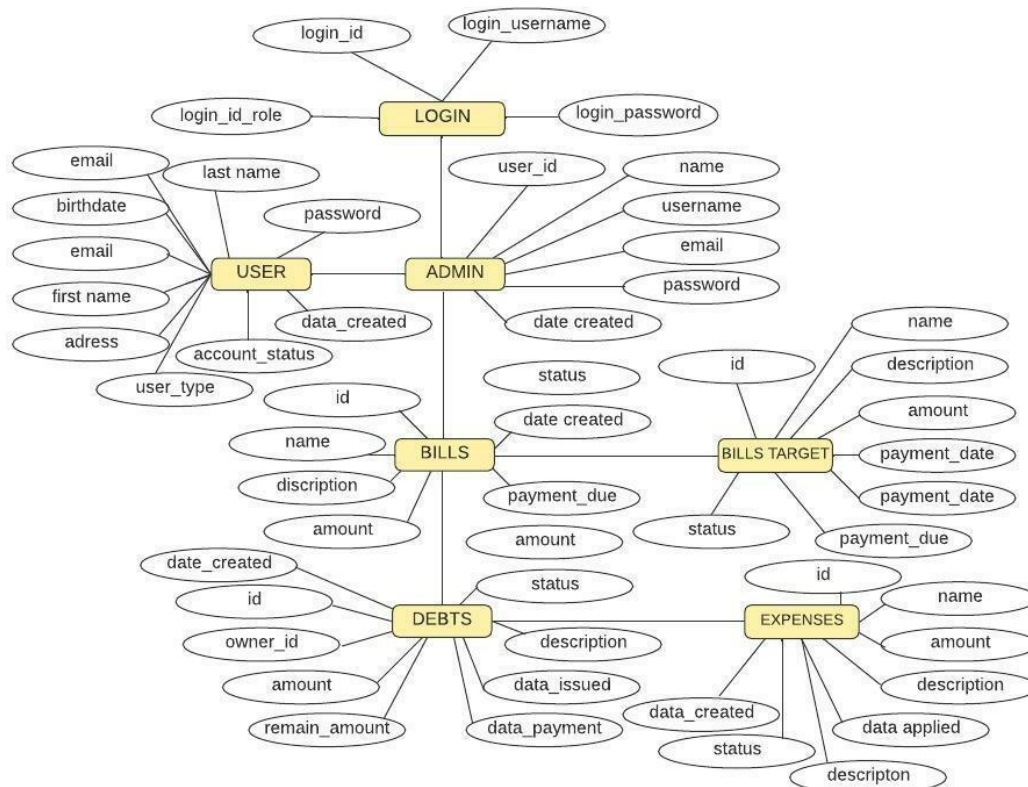 login_id
login_username
login_id_role
LOGIN
login_password
email
last name
user_id
name
birthdate
password
username
email
email
USER
ADMIN
first name
password
data_created
date created
adress
account_status
user_type
name
status
id
description
id
date created
amount
name
BILLS
BILLS TARGET
payment_date
discription
payment_due
payment_date
amount
status
amount
payment_due
date_created
id
status
id
name
DEBTS
EXPENSES
owner_id
description
amount
amount
data_issued
description
data_created
remain_amount
data_payment
data applied
status
descripton